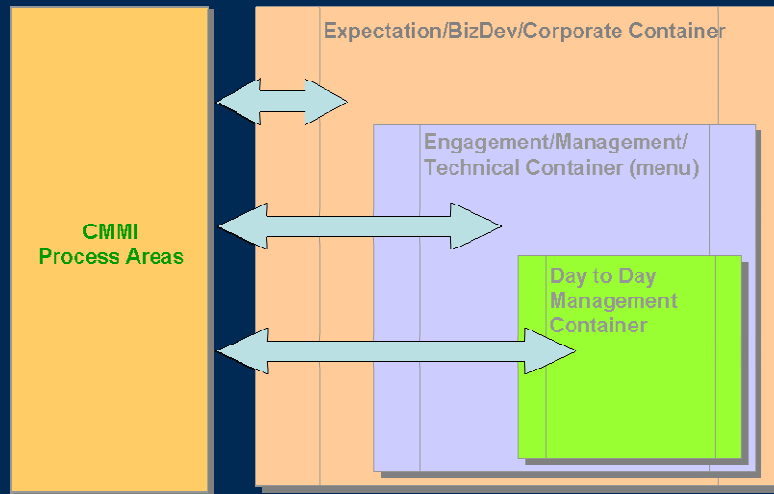 Expectation/BizDev/Corporate Container
Engagement/Management/
Technical Container (menu)
CMMI
Process Areas
Day to Day
Management
Container